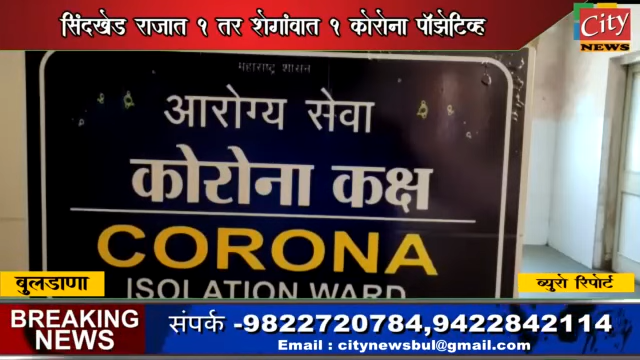 सिंदखेड राजात १ तर शेगांवात १ कोरोना पॉझेटिव्ह
City
NEWS
महाराष्ट्र शासन
आरोग्य सेवा
कोरोना कक्ष
CORONA
ISOLATION WARD
बुलडाणा
ब्युरो रिपोर्ट
BREAKING
NEWS
संपर्क -9822720784,9422842114
Email : citynewsbul@gmail.com